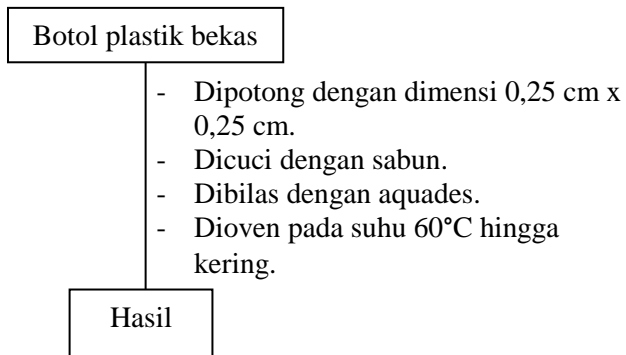 Botol plastik bekas
- Dipotong dengan dimensi 0,25 cm x
0,25 cm.
- Dicuci dengan sabun.
- Dibilas dengan aquades.
- Dioven pada suhu 60°C hingga
kering.
Hasil